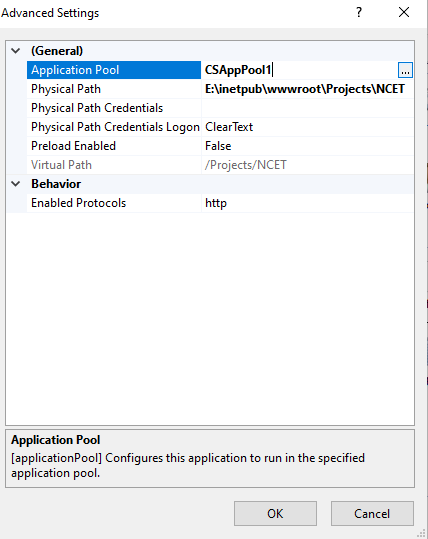 Advanced Settings
?
(General)
Application Pool CSAppPool1 ...
Physical Path E:\inetpub\wwwroot\Projects\NCET
Physical Path Credentials
Physical Path Credentials Logon ClearText
Preload Enabled False
Virtual Path /Projects/NCET
Behavior
Enabled Protocols http
Application Pool
[applicationPool] Configures this application to run in the specified
application pool.
OK Cancel